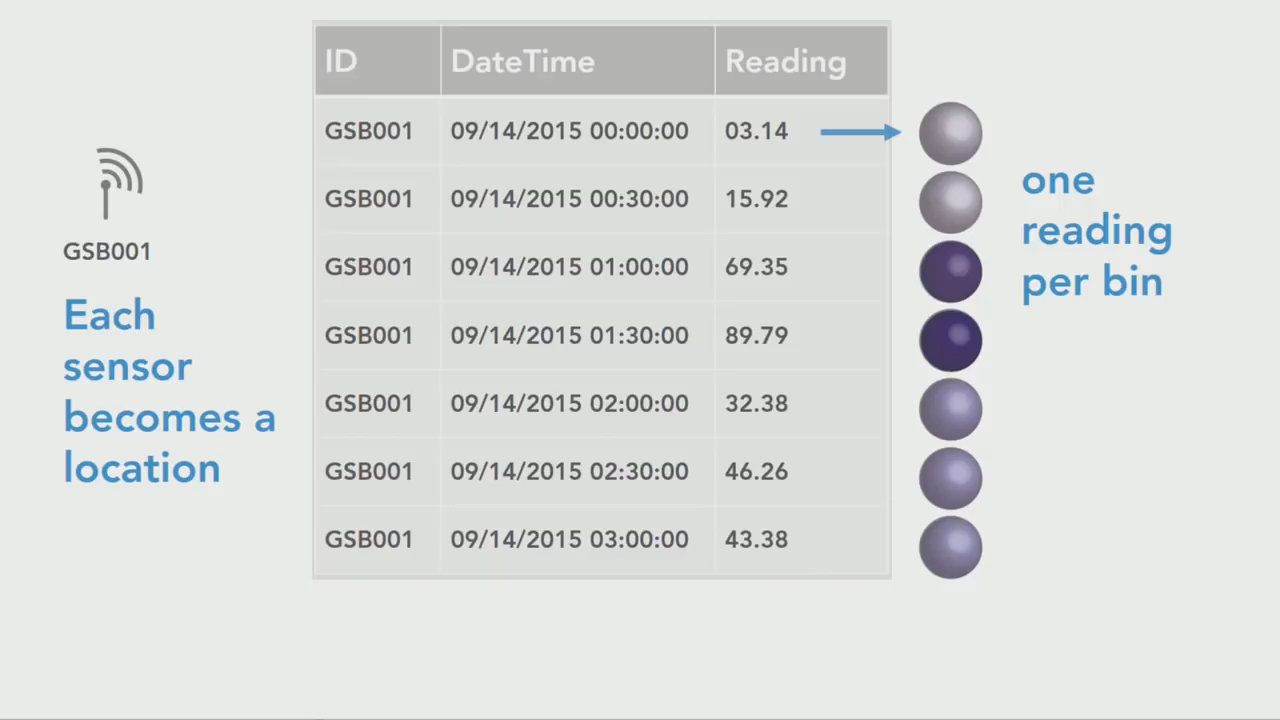 ID DateTime Reading
GSB001 09/14/2015 00:00:00 03.14
GSB001 09/14/2015 00:30:00 15.92
GSB001 09/14/2015 01:00:00 69.35
GSB001 09/14/2015 01:30:00 89.79
GSB001 09/14/2015 02:00:00 32.38
GSB001 09/14/2015 02:30:00 46.26
GSB001 09/14/2015 03:00:00 43.38
GSB001
Each
sensor
becomes a
location
one
reading
per bin